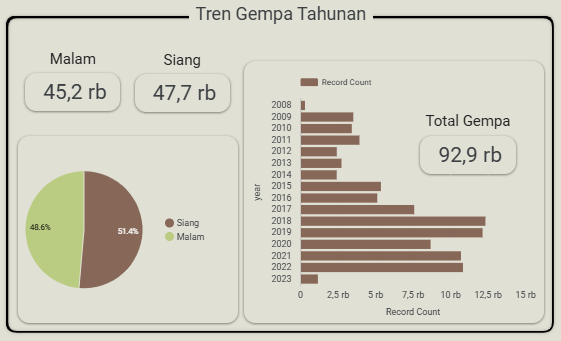 Tren Gempa Tahunan
Malam
Siang
45,2 rb
47,7 rb
48.6%
51.4%
Siang
Malam
Record Count
Total Gempa
92,9 rb
year
2008
2009
2010
2011
2012
2013
2014
2015
2016
2017
2018
2019
2020
2021
2022
2023
0 2,5 rb 5 rb 7,5 rb 10 rb 12,5 rb 15 rb
Record Count